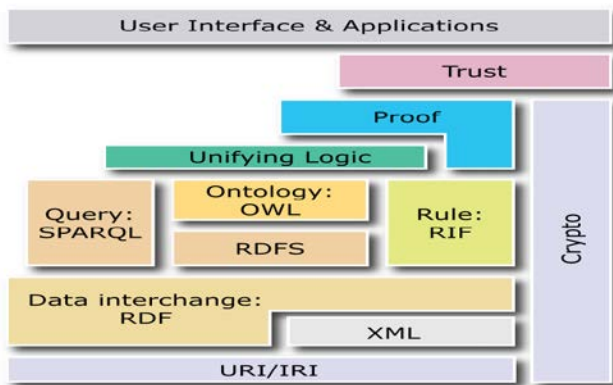 User Interface & Applications
Trust
Proof
Unifying Logic
Query:
SPARQL
Ontology:
OWL
RDFS
Rule:
RIF
Crypto
Data interchange:
RDF
XML
URI/IRI